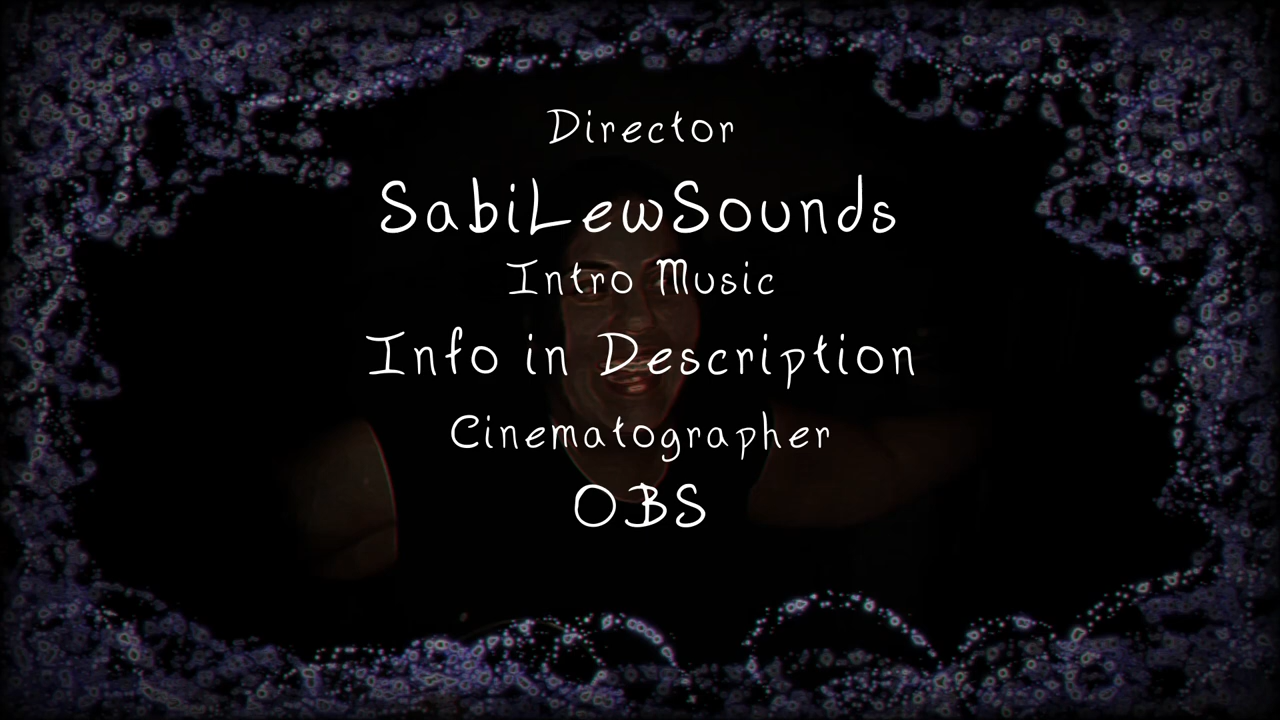 Director
SabiLewSounds
Intro Music
Info in Description
Cinematographer
OBS